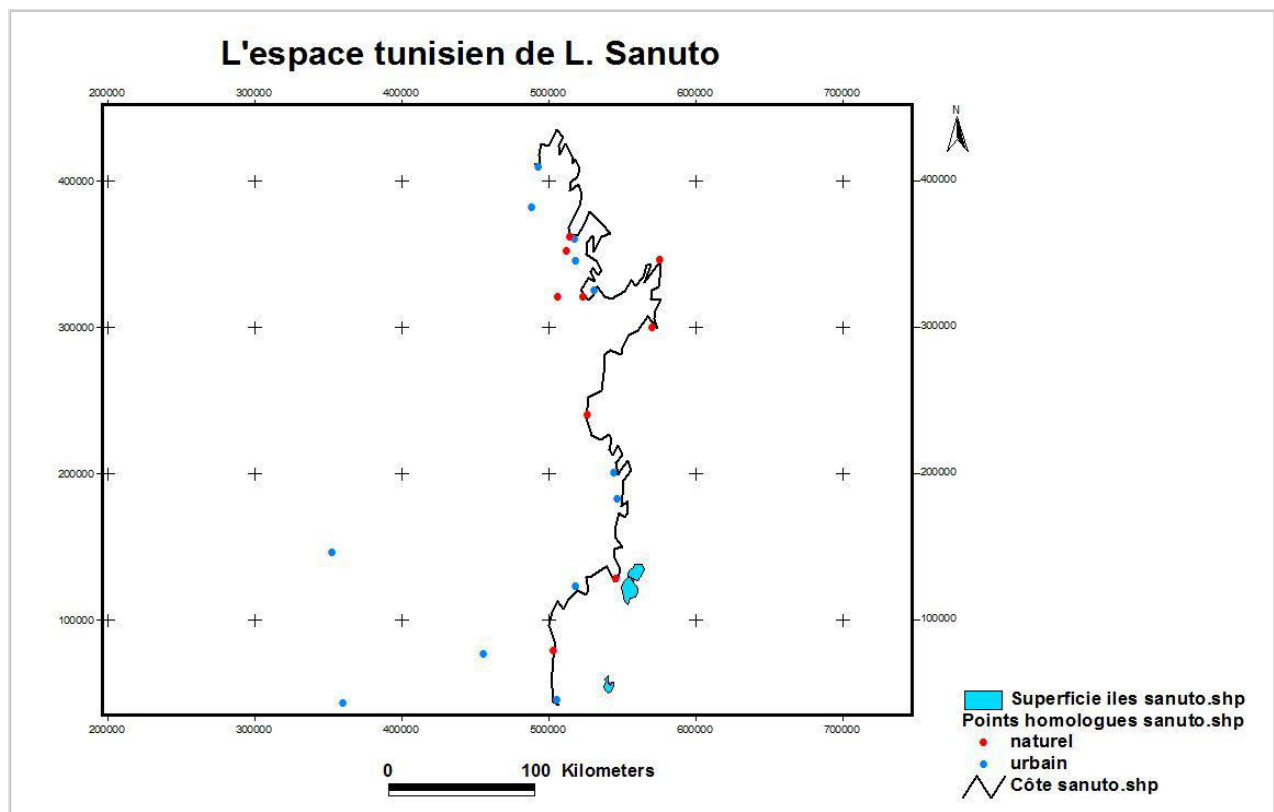 L'espace tunisien de L. Sanuto
200000 300000 400000 500000 600000 700000
N
400000 400000
300000 300000
200000 200000
100000 100000
200000 300000 400000 500000 600000 700000
Superficie iles sanuto.shp
Points homologues sanuto.shp
naturel
urbain
Côte sanuto.shp
0 100 Kilometers